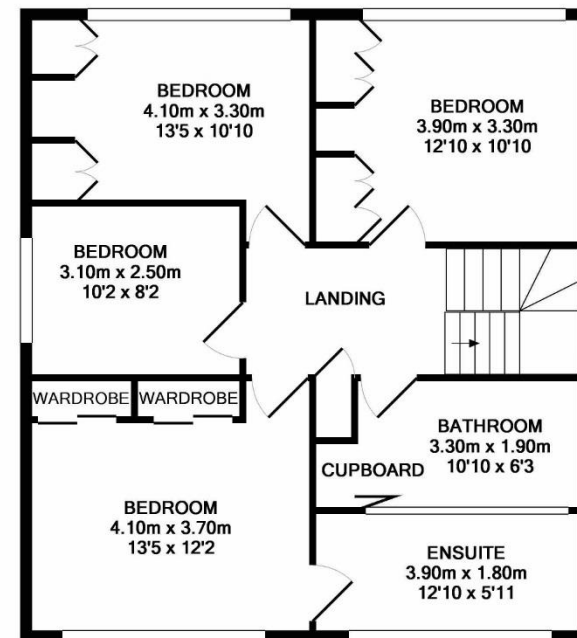 BEDROOM
4.10m x 3.30m
13'5 x 10'10
BEDROOM
3.90m x 3.30m
12'10 x 10'10
BEDROOM
3.10m x 2.50m
10'2 x 8'2
LANDING
WARDROBE
WARDROBE
BATHROOM
3.30m x 1.90m
10'10 x 6'3
CUPBOARD
BEDROOM
4.10m x 3.70m
13'5 x 12'2
ENSUITE
3.90m x 1.80m
12'10 x 5'11